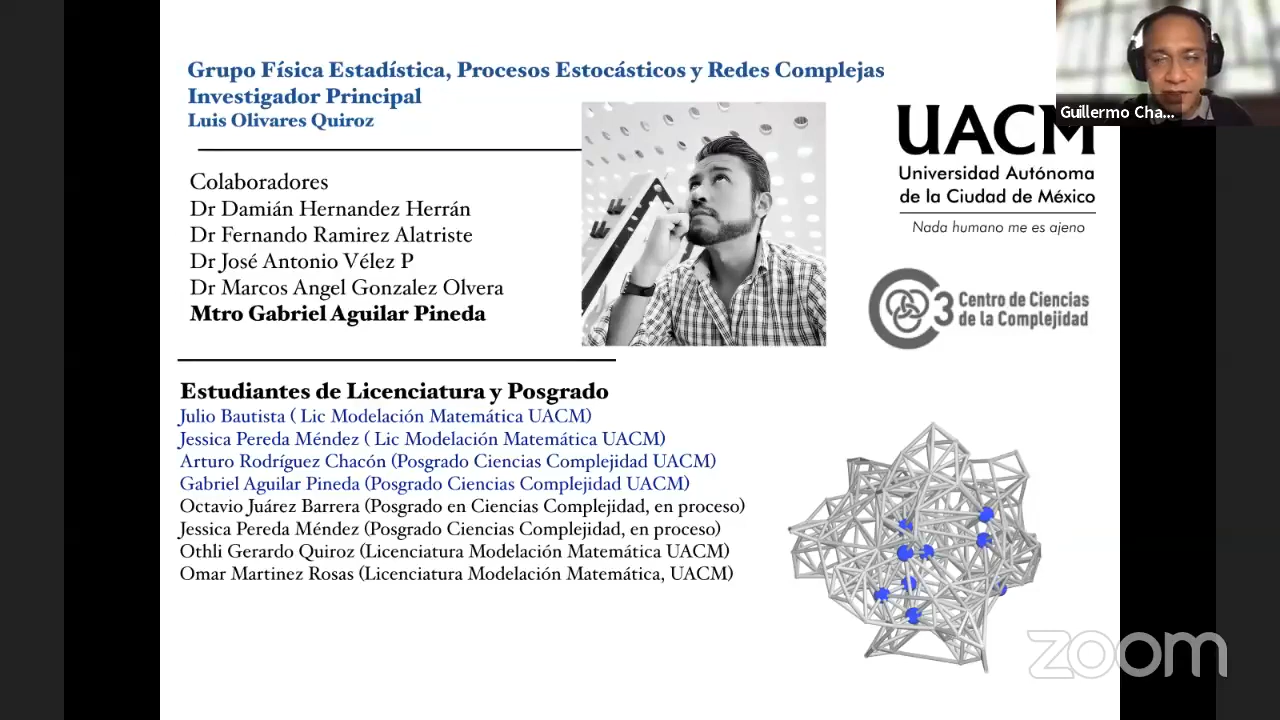 Grupo Física Estadística, Procesos Estocásticos y Redes Complejas
Investigador Principal
Luis Olivares Quiroz
Colaboradores
Dr Damián Hernandez Herrán
Dr Fernando Ramirez Alatriste
Dr José Antonio Vélez P
Dr Marcos Angel Gonzalez Olvera
Mtro Gabriel Aguilar Pineda
Guillermo Cha...
UACM
Universidad Autónoma
de la Ciudad de México
Nada humano me es ajeno
C3 Centro de Ciencias
de la Complejidad
Estudiantes de Licenciatura y Posgrado
Julio Bautista ( Lic Modelación Matemática UACM)
Jessica Pereda Méndez ( Lic Modelación Matemática UACM)
Arturo Rodríguez Chacón (Posgrado Ciencias Complejidad UACM)
Gabriel Aguilar Pineda (Posgrado Ciencias Complejidad UACM)
Octavio Juárez Barrera (Posgrado en Ciencias Complejidad, en proceso)
Jessica Pereda Méndez (Posgrado Ciencias Complejidad, en proceso)
Othli Gerardo Quiroz (Licenciatura Modelación Matemática UACM)
Omar Martinez Rosas (Licenciatura Modelación Matemática, UACM)
zoom